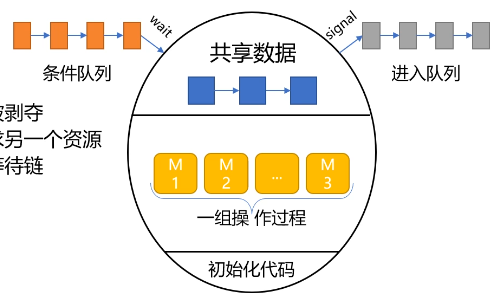 wait
signal
共享数据
条件队列
进入队列
被剥夺
求另一个资源
等待链
M
1
M
2
...
M
3
一组操 作过程
初始化代码